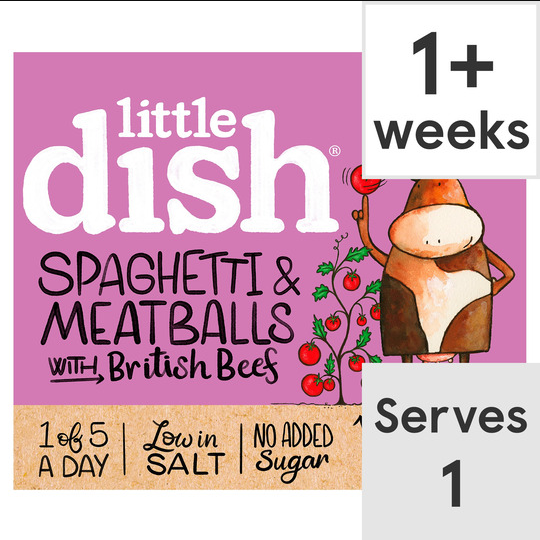 1+
weeks
little
dish®
SPAGHETTI &
MEATBALLS
WITH British Beef
1 of 5
A DAY
Low in
SALT
NO ADDED
Sugar
Serves
1